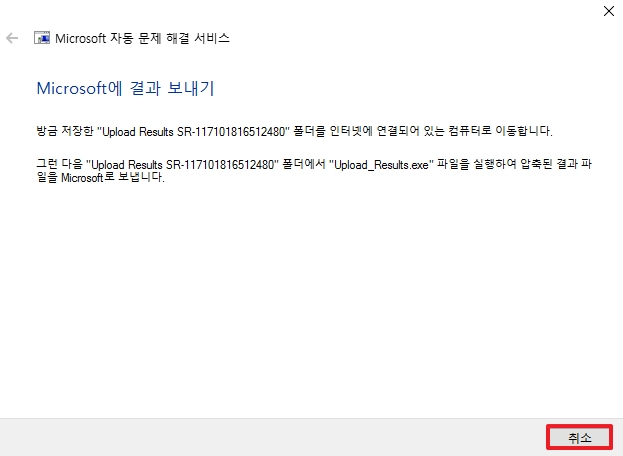 Microsoft 자동 문제 해결 서비스
Microsoft에 결과 보내기
방금 저장한 "Upload Results SR-117101816512480" 폴더를 인터넷에 연결되어 있는 컴퓨터로 이동합니다.
그런 다음 "Upload Results SR-117101816512480" 폴더에서 "Upload_Results.exe" 파일을 실행하여 압축된 결과 파
일을 Microsoft로 보냅니다.
취소